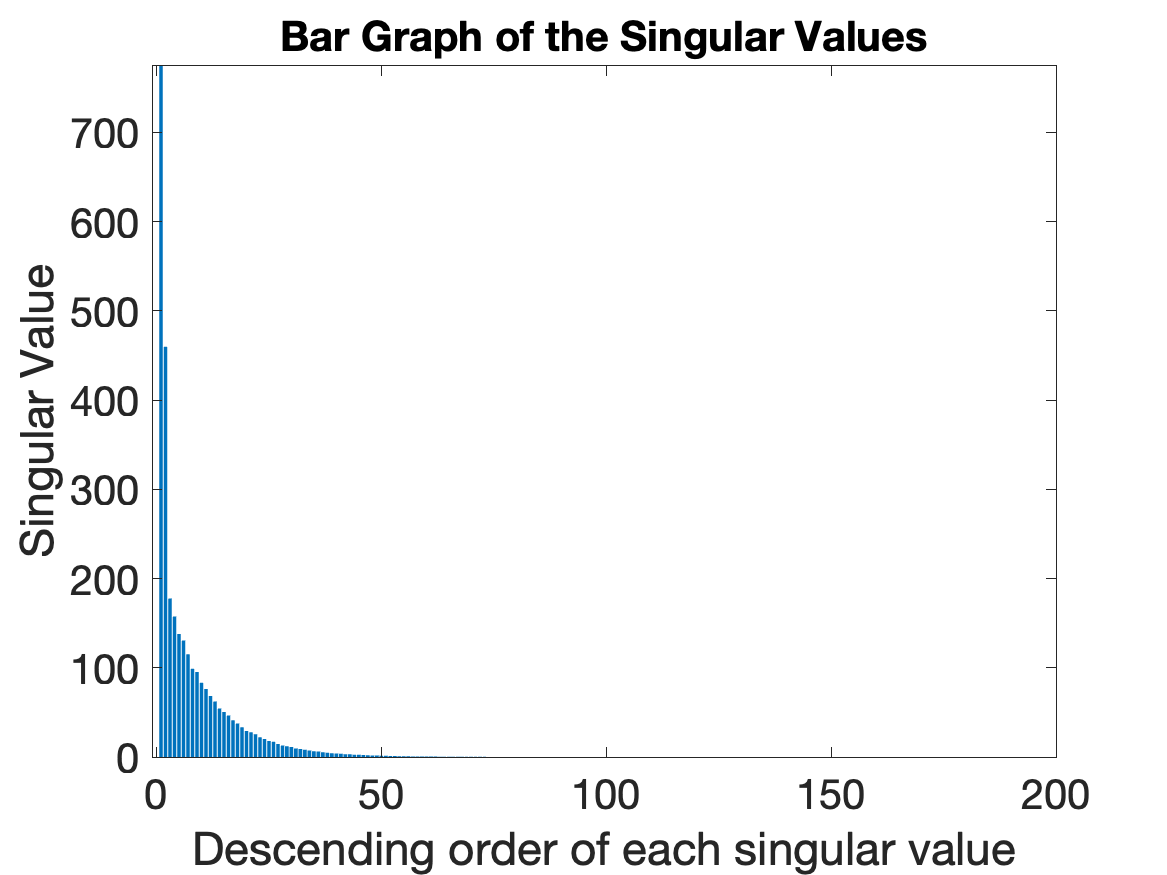 Bar Graph of the Singular Values
700
600
500
400
300
200
100
0
Singular Value
0 50 100 150 200
Descending order of each singular value